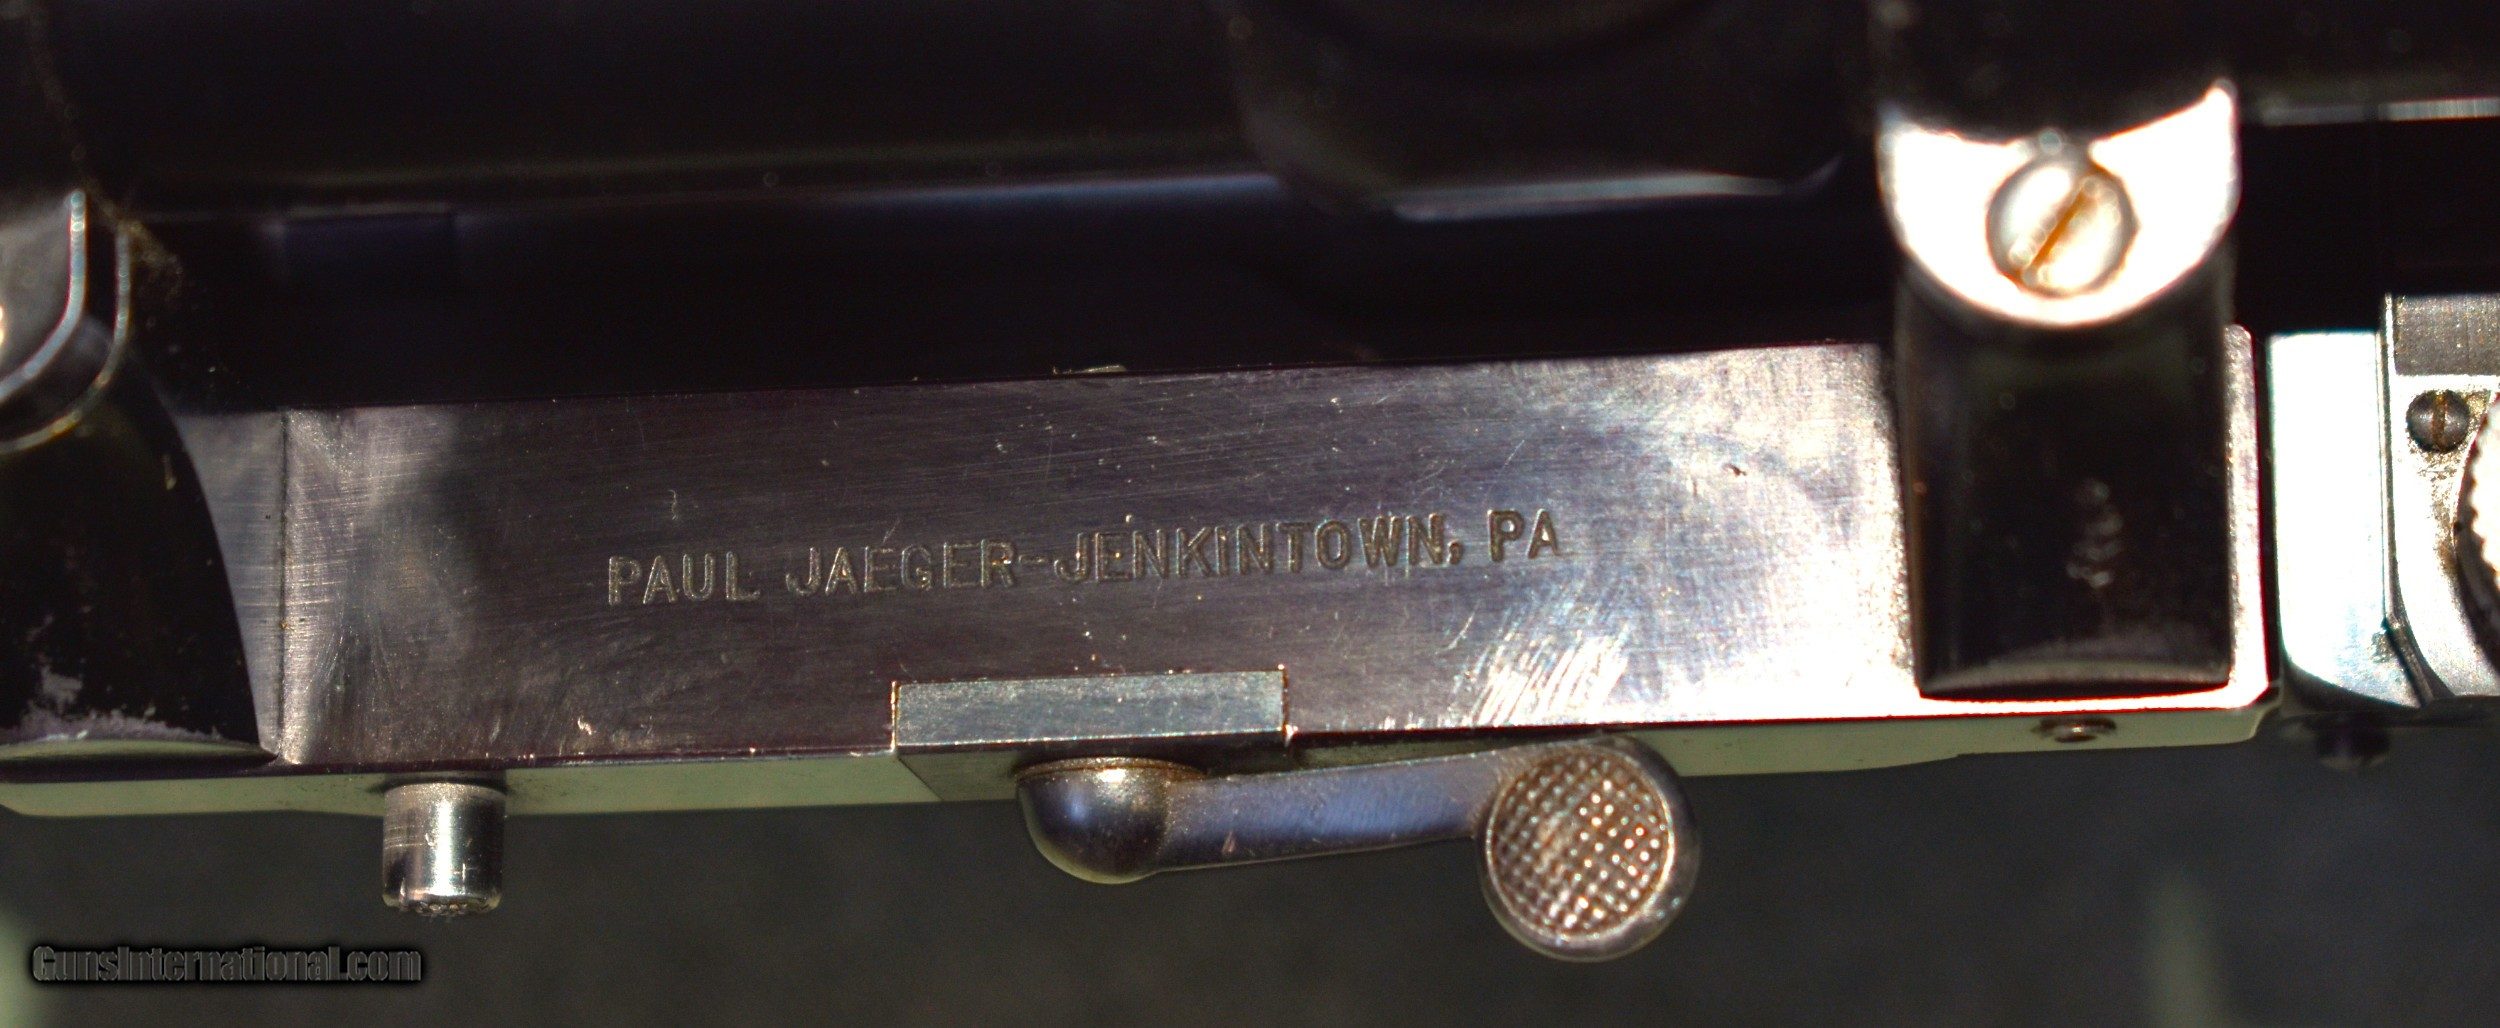 PAUL JAEGER-JENKINTOWN, PA
GunsInternational.com